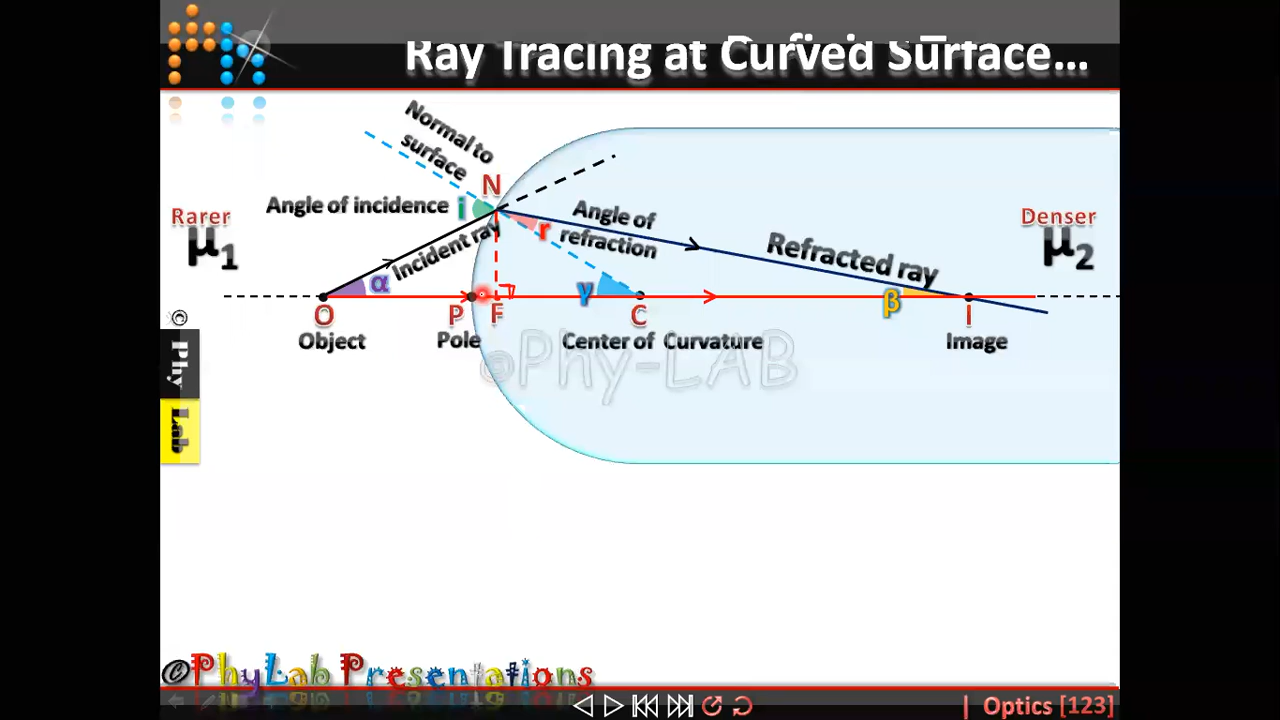 Ray Tracing at Curved Surface...
Normal to
surface
N
Angle of incidence
i
Incident ray
Angle of
refraction
r
Refracted ray
Rarer
μ1
Denser
μ2
α
γ
β
O
P
F
C
I
Object
Pole
Center of Curvature
Image
©Phy-LAB
© Phy Lab
©PhyLab Presentations
| Optics [123]